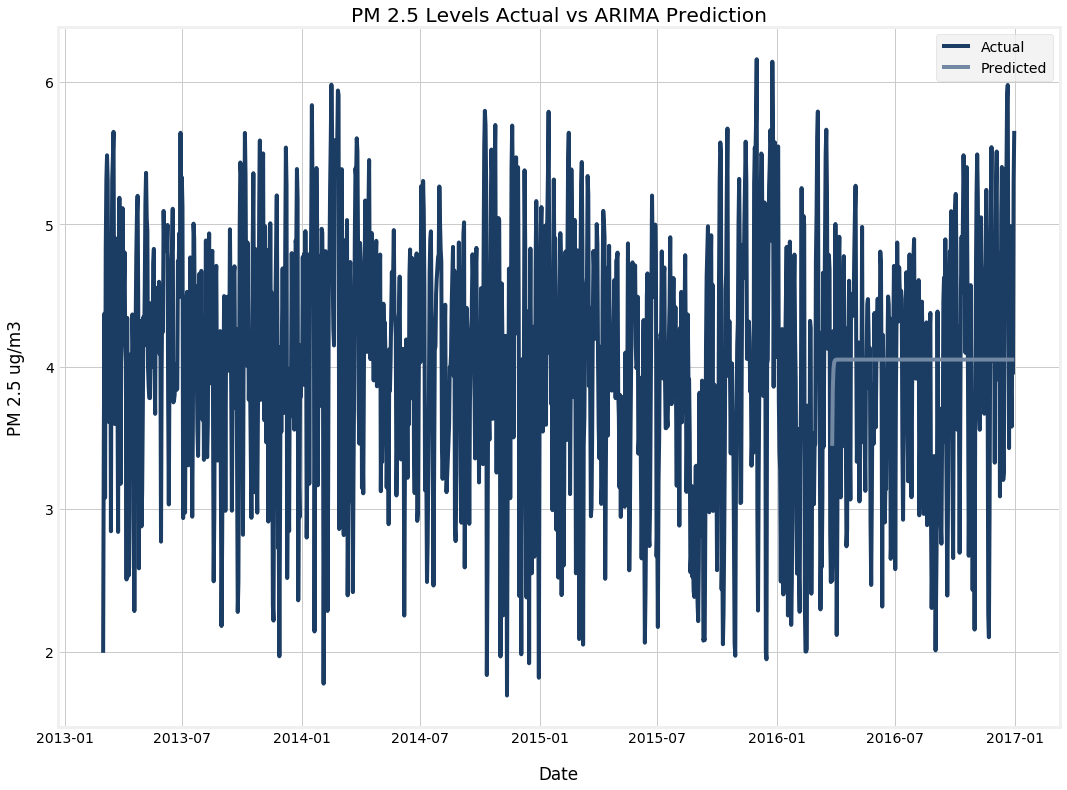 PM 2.5 Levels Actual vs ARIMA Prediction
Actual
Predicted
PM 2.5 ug/m3
6
5
4
3
2
2013-01
2013-07
2014-01
2014-07
2015-01
2015-07
2016-01
2016-07
2017-01
Date